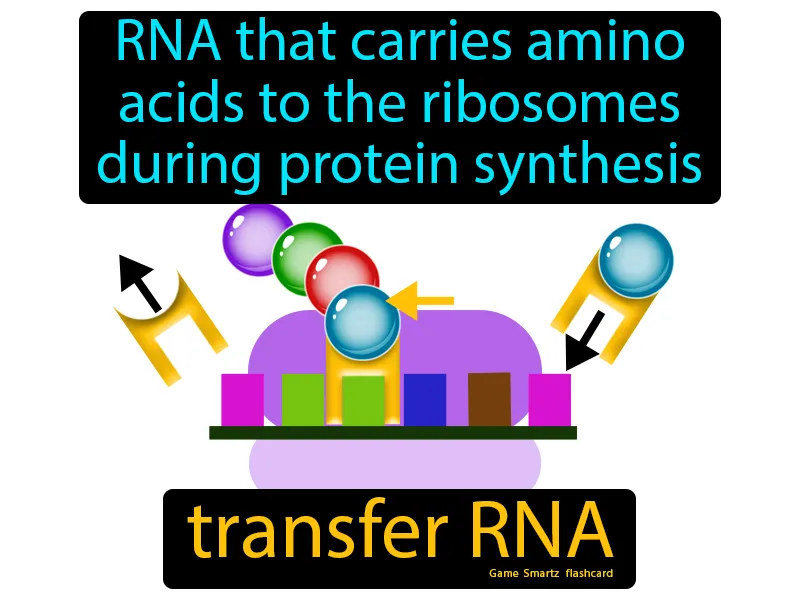 RNA that carries amino
acids to the ribosomes
during protein synthesis
transfer RNA
Game Smartz flashcard